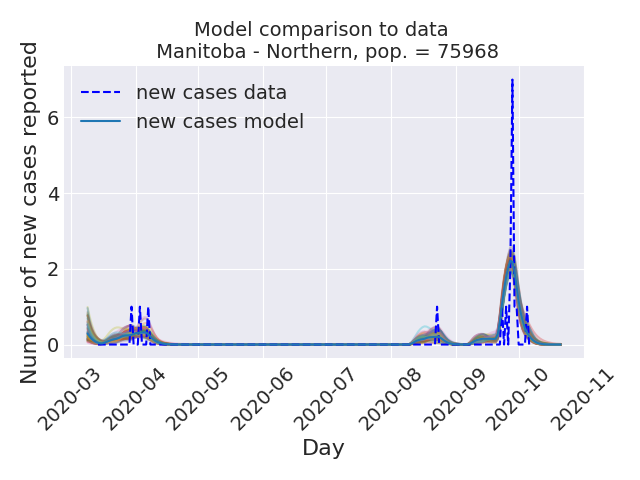 Model comparison to data
Manitoba - Northern, pop. = 75968
Number of new cases reported
new cases data
new cases model
6
4
2
0
2020-03
2020-04
2020-05
2020-06
2020-07
2020-08
2020-09
2020-10
2020-11
Day